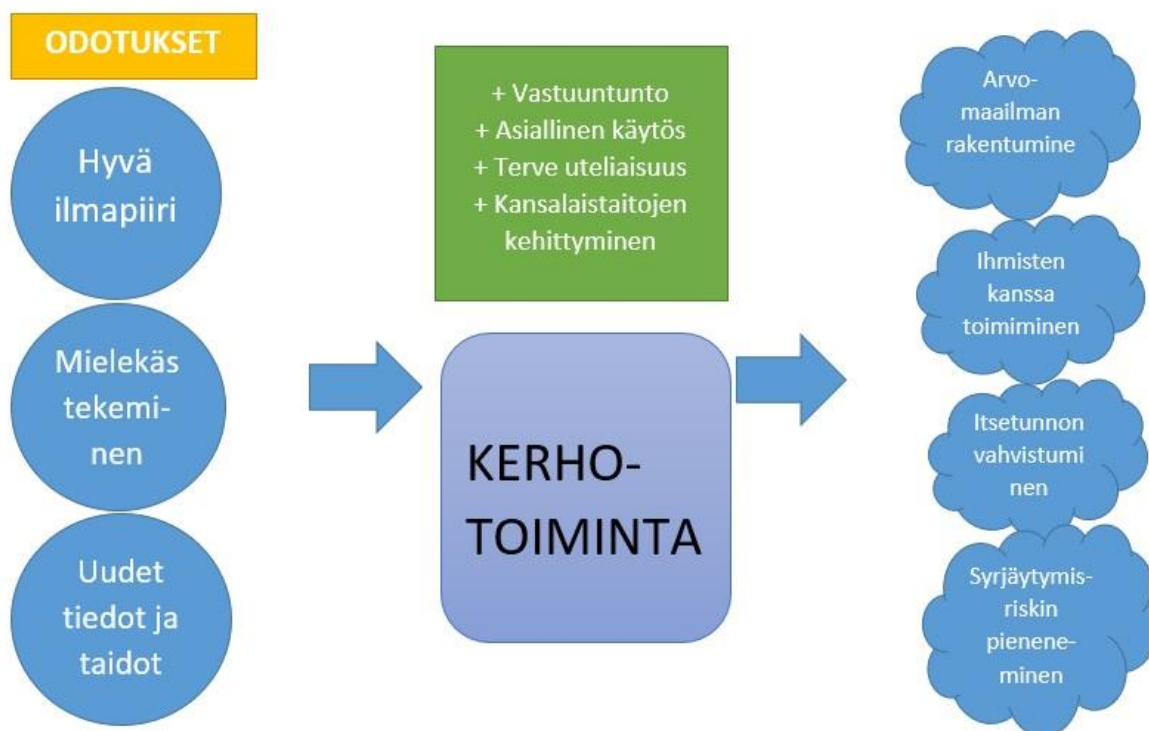 ODOTUKSET
Hyvä
ilmapiiri
Mielekäs
tekemi-
nen
Uudet
tiedot ja
taidot
+ Vastuuntunto
+ Asiallinen käytös
+ Terve uteliaisuus
+ Kansalaistaitojen
kehittyminen
KERHO-
TOIMINTA
Arvo-
maailman
rakentumine
Ihmisten
kanssa
toimiminen
Itsetunnon
vahvistumi
nen
Syrjäytymis-
riskin
pienene-
minen